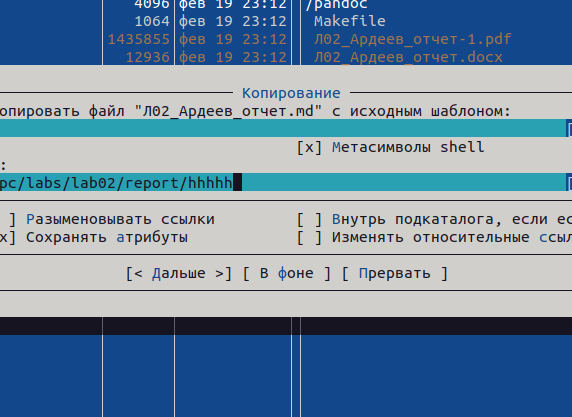 4096 фев 19 23:12 /pandoc
1064 фев 19 23:12 Makefile
1435855 фев 19 23:12 Л02_Ардеев_отчет-1.pdf
12936 фев 19 23:12 Л02_Ардеев_отчет.docx
Копирование
опировать файл "Л02_Ардеев_отчет.md" с исходным шаблоном:
[x] Метасимволы shell
:
pc/labs/lab02/report/hhhhh
] Разыменовывать ссылки [ ] Внутрь подкаталога, если ес
x] Сохранять атрибуты [ ] Изменять относительные ссыл
[< Дальше >] [ В фоне ] [ Прервать ]